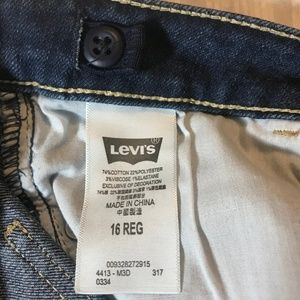 LEVI'S
74%COTTON 22%POLYESTER
3%VISCOSE 1%ELASTANE
EXCLUSIVE OF DECORATION
MADE IN CHINA
中國製造
16 REG
009328272915
4413 - M3D 317
0334